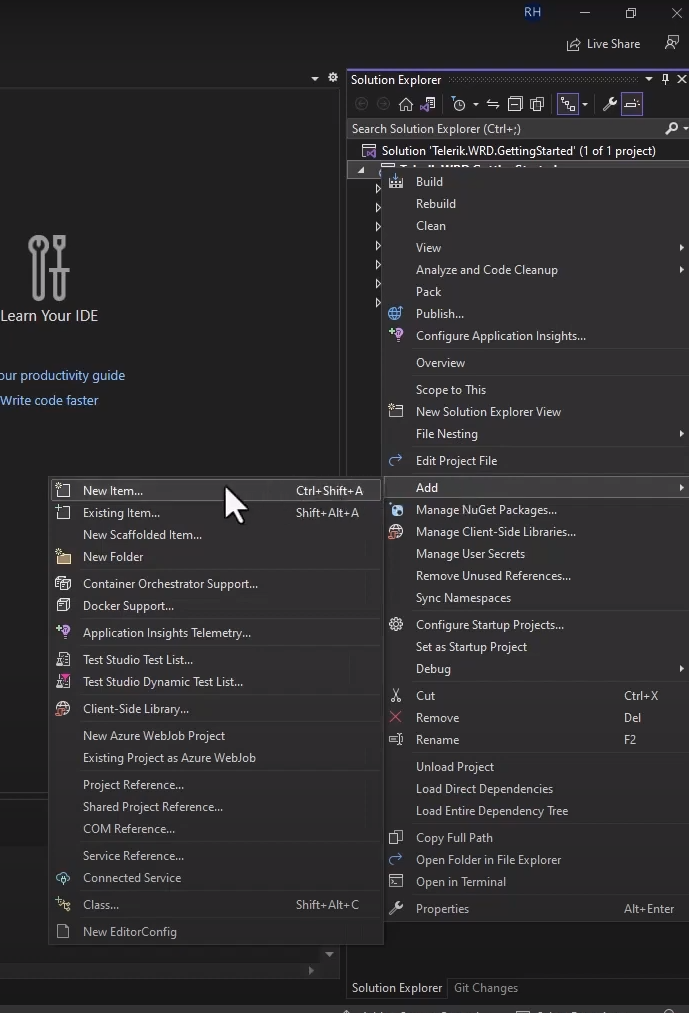 RH
Live Share
Solution Explorer
Search Solution Explorer (Ctrl+;)
Solution 'Telerik.WRD.GettingStarted' (1 of 1 project)
Telerik.WRD.GettingStarted
Learn Your IDE
our productivity guide
Write code faster
Build
Rebuild
Clean
View
Analyze and Code Cleanup
Pack
Publish...
Configure Application Insights...
Overview
Scope to This
New Solution Explorer View
File Nesting
Edit Project File
Add
Manage NuGet Packages...
Manage Client-Side Libraries...
Manage User Secrets
Remove Unused References...
Sync Namespaces
Configure Startup Projects...
Set as Startup Project
Debug
Cut Ctrl+X
Remove Del
Rename F2
Unload Project
Load Direct Dependencies
Load Entire Dependency Tree
Copy Full Path
Open Folder in File Explorer
Open in Terminal
Properties Alt+Enter
New Item... Ctrl+Shift+A
Existing Item... Shift+Alt+A
New Scaffolded Item...
New Folder
Container Orchestrator Support...
Docker Support...
Application Insights Telemetry...
Test Studio Test List...
Test Studio Dynamic Test List...
Client-Side Library...
New Azure WebJob Project
Existing Project as Azure WebJob
Project Reference...
Shared Project Reference...
COM Reference...
Service Reference...
Connected Service
Class... Shift+Alt+C
New EditorConfig
Solution Explorer Git Changes